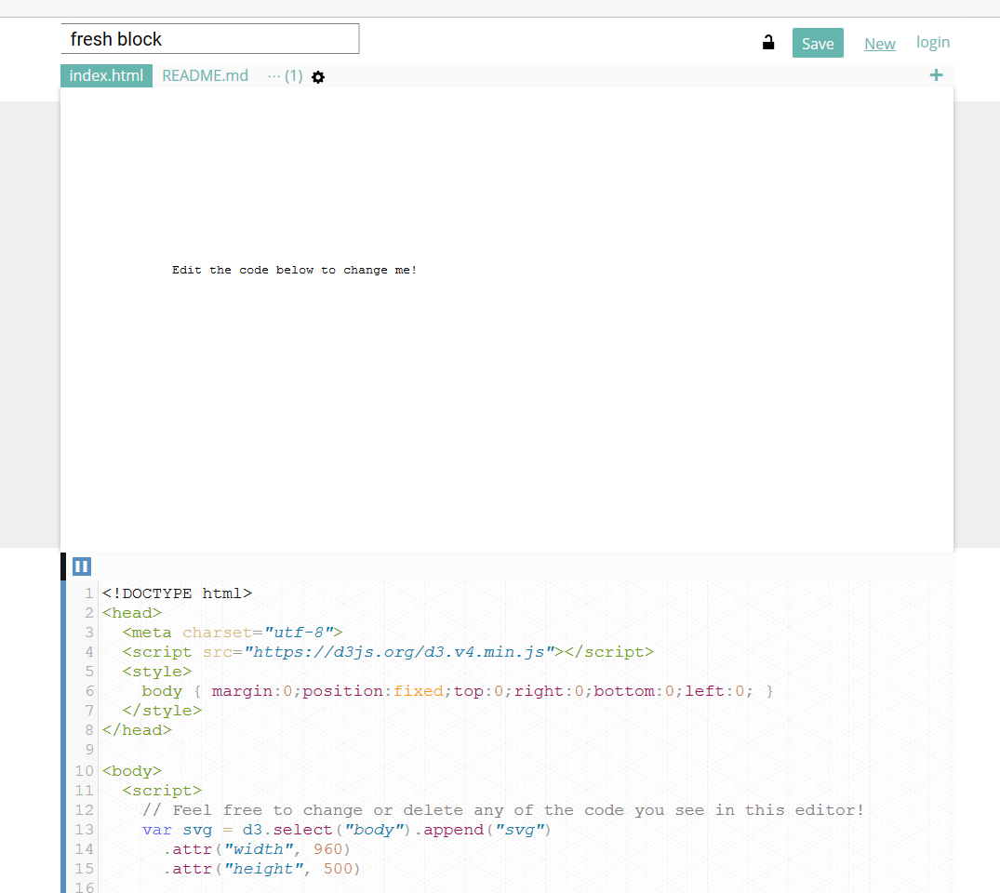 fresh block
Save New login
index.html README.md ··· (1) +
Edit the code below to change me!
1 <!DOCTYPE html>
2 <head>
3   <meta charset="utf-8">
4   <script src="https://d3js.org/d3.v4.min.js"></script>
5   <style>
6     body { margin:0;position:fixed;top:0;right:0;bottom:0;left:0; }
7   </style>
8 </head>
9
10 <body>
11   <script>
12     // Feel free to change or delete any of the code you see in this editor!
13     var svg = d3.select("body").append("svg")
14       .attr("width", 960)
15       .attr("height", 500)
16